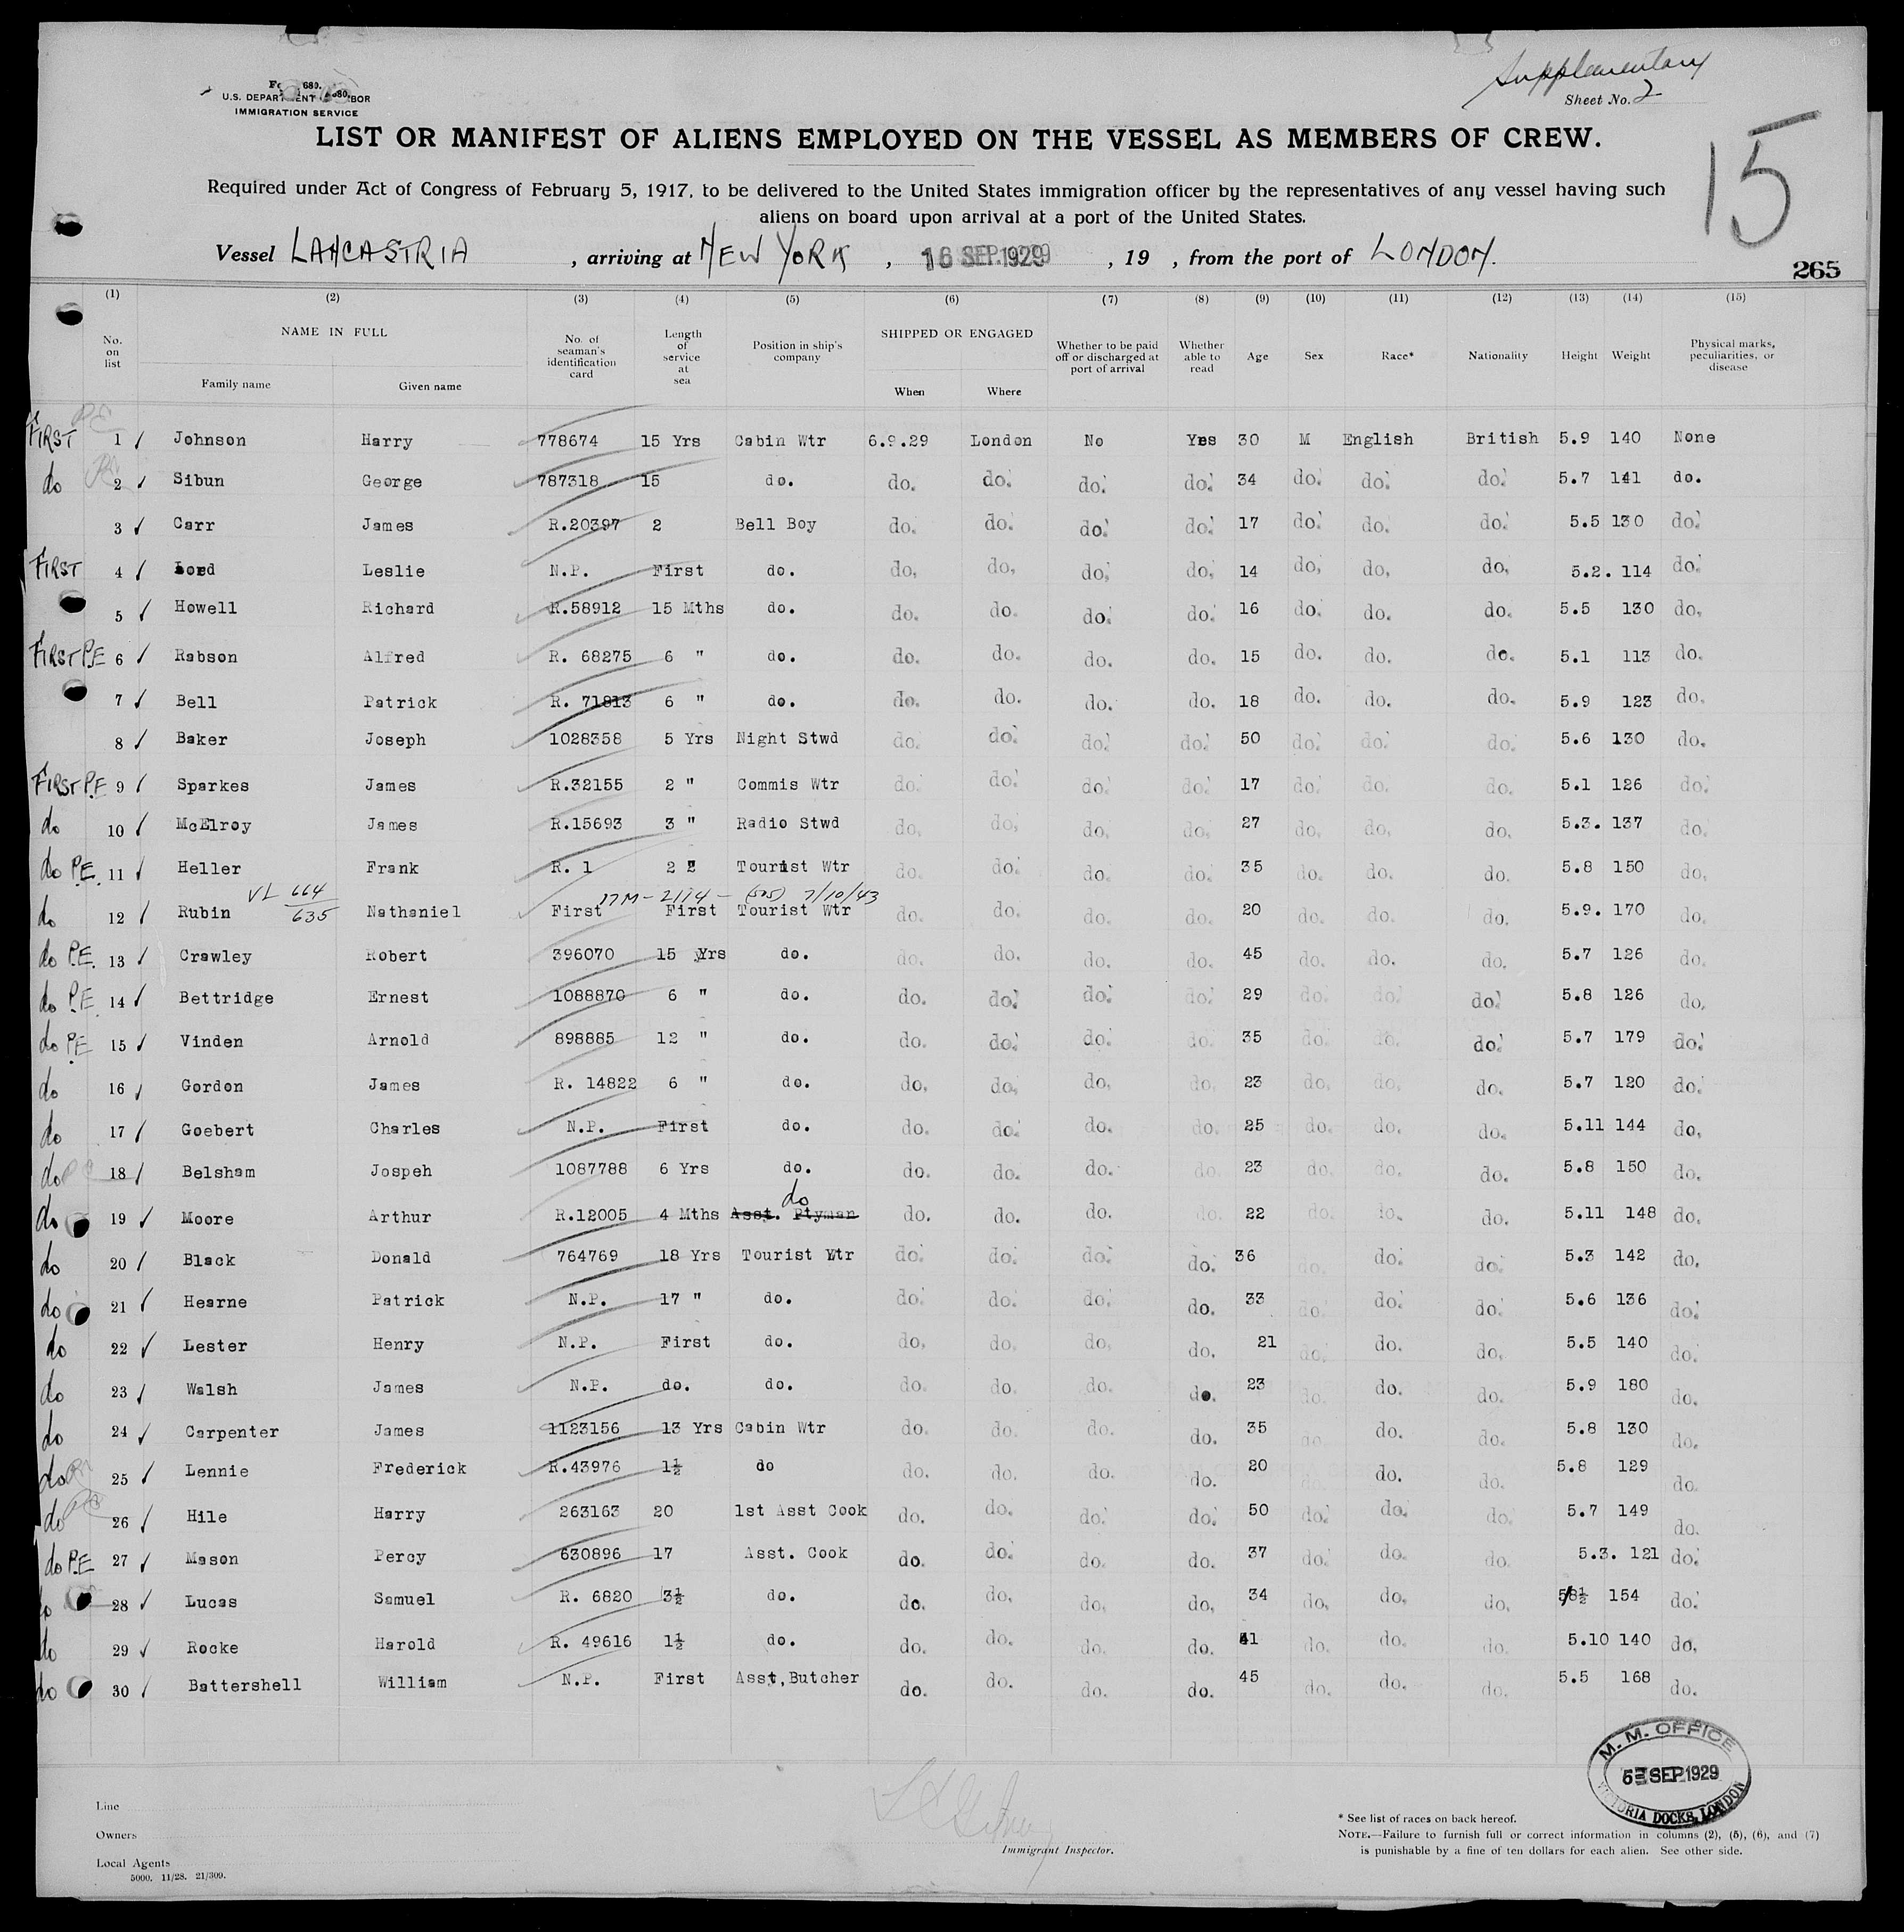 Supplementary
Sheet No. 2
U.S. DEPARTMENT OF LABOR
IMMIGRATION SERVICE
15
LIST OR MANIFEST OF ALIENS EMPLOYED ON THE VESSEL AS MEMBERS OF CREW.
Required under Act of Congress of February 5, 1917, to be delivered to the United States immigration officer by the representatives of any vessel having such
aliens on board upon arrival at a port of the United States.
Vessel LANCASTRIA, arriving at NEW YORK, 16 SEP.1929, 19 , from the port of LONDON.
265
(1) (2) (3) (4) (5) (6) (7) (8) (9) (10) (11) (12) (13) (14) (15)
No. on list NAME IN FULL Family name Given name No. of seaman's identification card Length of service at sea Position in ship's company SHIPPED OR ENGAGED When Where Whether to be paid off or discharged at port of arrival Whether able to read Age Sex Race* Nationality Height Weight Physical marks, peculiarities, or disease
FIRST PE 1 Johnson Harry 778674 15 Yrs Cabin Wtr 6.9.29 London No Yes 30 M English British 5.9 140 None
do 2 Sibun George 787318 15 do. do. do. do. do. 34 do. do. do. 5.7 141 do.
3 Carr James R.20397 2 Bell Boy do. do. do. do. 17 do. do. do. 5.5 130 do.
FIRST 4 Lord Leslie N.P. First do. do. do. do. do. 14 do. do. do. 5.2. 114 do.
5 Howell Richard R.58912 15 Mths do. do. do. do. do. 16 do. do. do. 5.5 130 do.
FIRST P.E 6 Rabson Alfred R. 68275 6 " do. do. do. do. do. 15 do. do. do. 5.1 113 do.
7 Bell Patrick R. 71813 6 " do. do. do. do. do. 18 do. do. do. 5.9 123 do.
8 Baker Joseph 1028358 5 Yrs Night Stwd do. do. do. do. 50 do. do. do. 5.6 130 do.
FIRST P.E 9 Sparkes James R.32155 2 " Commis Wtr do. do. do. do. 17 do. do. do. 5.1 126 do.
do 10 McElroy James R.15693 3 " Radio Stwd do. do. do. do. 27 do. do. do. 5.3. 137 do.
do P.E. 11 Heller Frank R. 1 2 " Tourist Wtr do. do. do. do. 35 do. do. do. 5.8 150 do.
VL 664 / 635 17M - 2114 - (505) 7/10/43
do 12 Rubin Nathaniel First First Tourist Wtr do. do. do. do. 20 do. do. do. 5.9. 170 do.
do P.E. 13 Crawley Robert 396070 15 Yrs do. do. do. do. do. 45 do. do. do. 5.7 126 do.
do P.E 14 Bettridge Ernest 1088870 6 " do. do. do. do. do. 29 do. do. do. 5.8 126 do.
do P.E 15 Vinden Arnold 898885 12 " do. do. do. do. do. 35 do. do. do. 5.7 179 do.
do 16 Gordon James R. 14822 6 " do. do. do. do. do. 23 do. do. do. 5.7 120 do.
do 17 Goebert Charles N.P. First do. do. do. do. do. 25 do. do. do. 5.11 144 do.
do 18 Belsham Jospeh 1087788 6 Yrs do. do. do. do. do. 23 do. do. do. 5.8 150 do.
do 19 Moore Arthur R.12005 4 Mths Asst. Ptyman do do. do. do. do. 22 do. do. do. 5.11 148 do.
do 20 Black Donald 764769 18 Yrs Tourist Wtr do. do. do. do. 36 do. do. do. 5.3 142 do.
do 21 Hearne Patrick N.P. 17 " do. do. do. do. do. 33 do. do. do. 5.6 136 do.
do 22 Lester Henry N.P. First do. do. do. do. do. 21 do. do. do. 5.5 140 do.
do 23 Walsh James N.P. do. do. do. do. do. do. 23 do. do. do. 5.9 180 do.
do 24 Carpenter James 1123156 13 Yrs Cabin Wtr do. do. do. do. 35 do. do. do. 5.8 130 do.
do 25 Lennie Frederick R.43976 1½ do do. do. do. do. 20 do. do. do. 5.8 129 do.
do 26 Hile Harry 263163 20 1st Asst Cook do. do. do. do. 50 do. do. do. 5.7 149 do.
do P.E 27 Mason Percy 630896 17 Asst. Cook do. do. do. do. 37 do. do. do. 5.3. 121 do.
do 28 Lucas Samuel R. 6820 3½ do. do. do. do. do. 34 do. do. do. 5/8½ 154 do.
do 29 Rocke Harold R. 49616 1½ do. do. do. do. do. 41 do. do. do. 5.10 140 do.
do 30 Battershell William N.P. First Asst,Butcher do. do. do. do. 45 do. do. do. 5.5 168 do.
M. M. OFFICE
SEP 1929
VICTORIA DOCKS, LONDON
Line
Owners
Local Agents
5000. 11/28. 21/309.
Immigrant Inspector.
* See list of races on back hereof.
NOTE.—Failure to furnish full or correct information in columns (2), (5), (6), and (7)
is punishable by a fine of ten dollars for each alien. See other side.